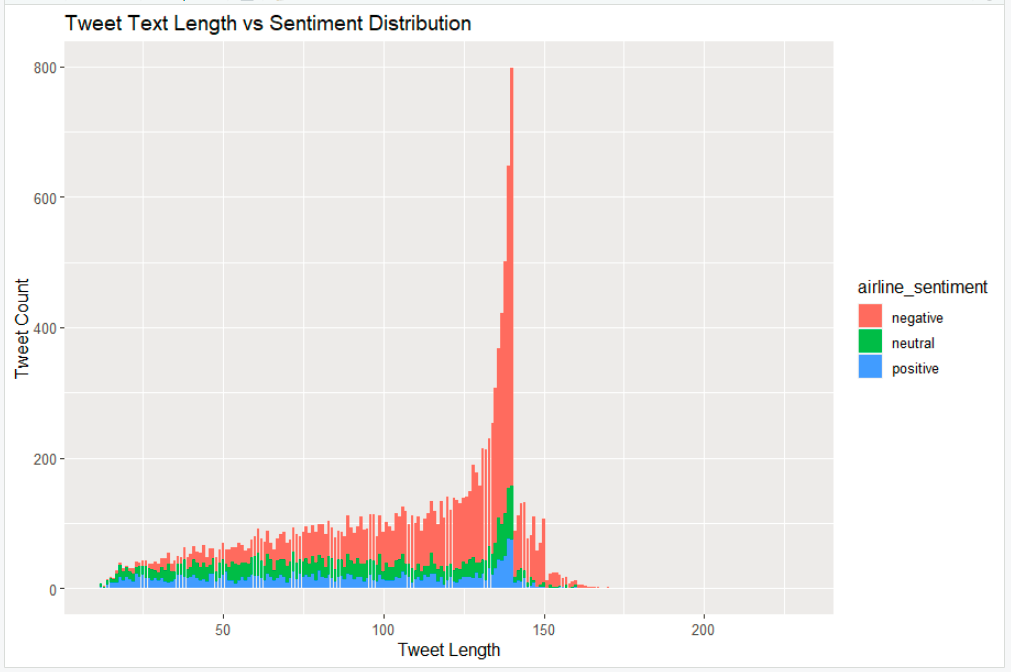 Tweet Text Length vs Sentiment Distribution
800
600
400
200
0
Tweet Count
50 100 150 200
Tweet Length
airline_sentiment
negative
neutral
positive